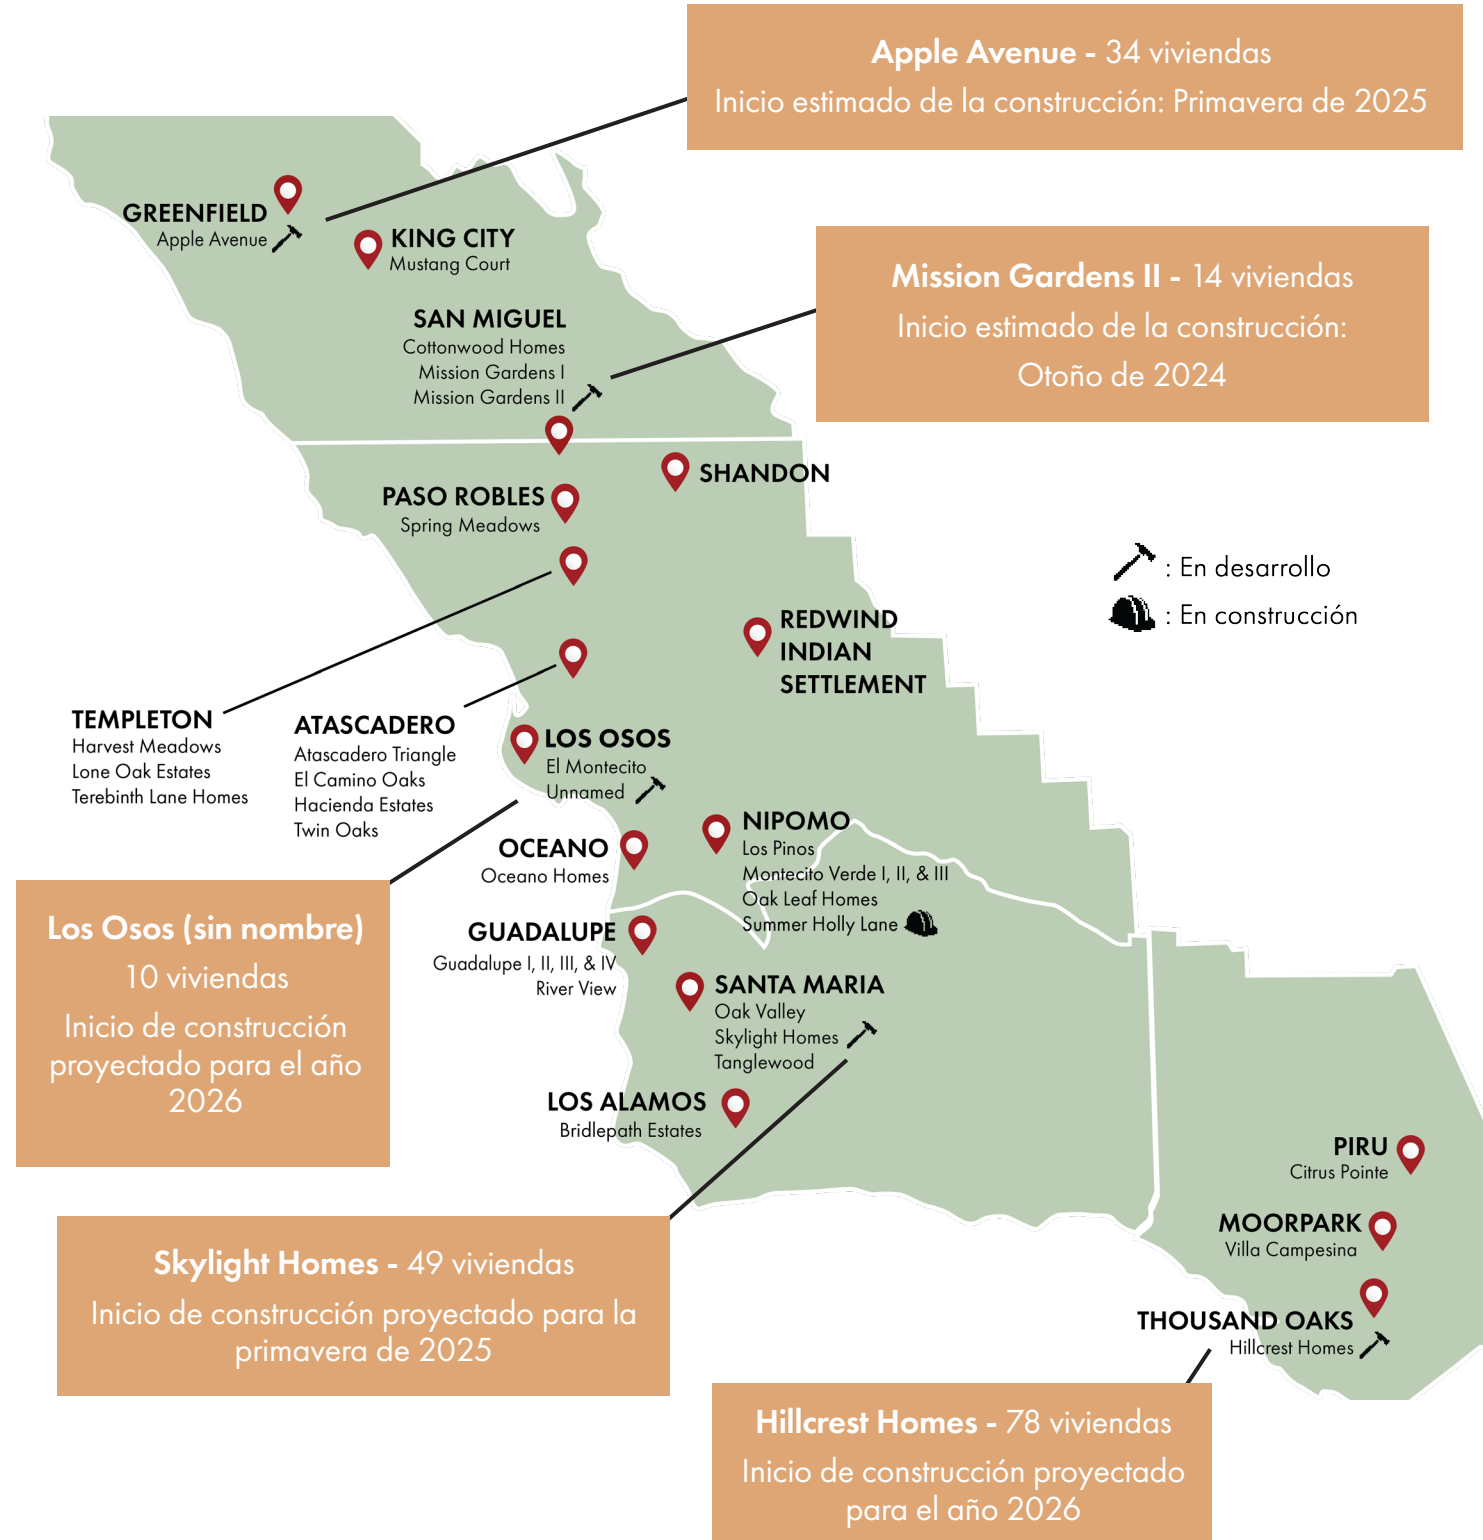 Apple Avenue - 34 viviendas
Inicio estimado de la construcción: Primavera de 2025
GREENFIELD
Apple Avenue
KING CITY
Mustang Court
Mission Gardens II - 14 viviendas
Inicio estimado de la construcción:
Otoño de 2024
SAN MIGUEL
Cottonwood Homes
Mission Gardens I
Mission Gardens II
SHANDON
PASO ROBLES
Spring Meadows
: En desarrollo
: En construcción
REDWIND
INDIAN
SETTLEMENT
TEMPLETON
Harvest Meadows
Lone Oak Estates
Terebinth Lane Homes
ATASCADERO
Atascadero Triangle
El Camino Oaks
Hacienda Estates
Twin Oaks
LOS OSOS
El Montecito
Unnamed
NIPOMO
Los Pinos
Montecito Verde I, II, & III
Oak Leaf Homes
Summer Holly Lane
OCEANO
Oceano Homes
Los Osos (sin nombre)
10 viviendas
Inicio de construcción
proyectado para el año
2026
GUADALUPE
Guadalupe I, II, III, & IV
River View
SANTA MARIA
Oak Valley
Skylight Homes
Tanglewood
LOS ALAMOS
Bridlepath Estates
PIRU
Citrus Pointe
MOORPARK
Villa Campesina
THOUSAND OAKS
Hillcrest Homes
Skylight Homes - 49 viviendas
Inicio de construcción proyectado para la
primavera de 2025
Hillcrest Homes - 78 viviendas
Inicio de construcción proyectado
para el año 2026